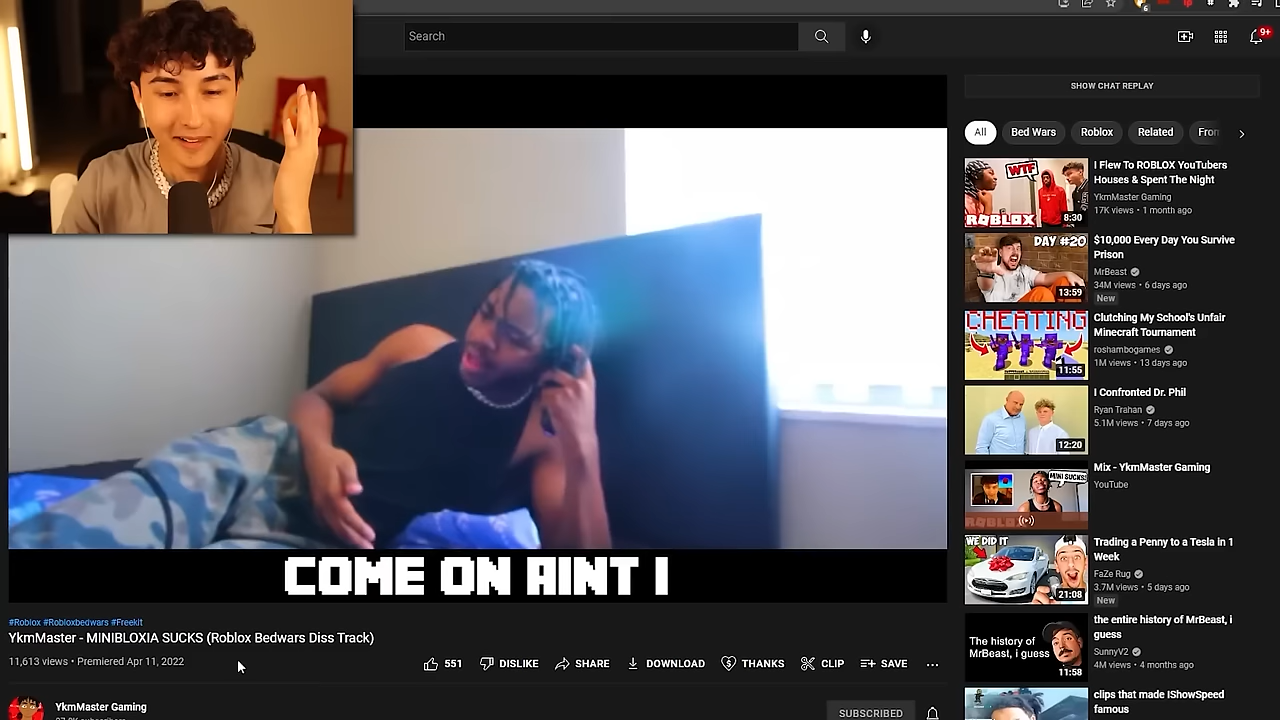 Search
9+
6
SHOW CHAT REPLAY
All
Bed Wars
Roblox
Related
From
WTF
ROBLOX
8:30
I Flew To ROBLOX YouTubers
Houses & Spent The Night
YkmMaster Gaming
17K views • 1 month ago
DAY #20
13:59
$10,000 Every Day You Survive
Prison
MrBeast
34M views • 6 days ago
New
CHEATING
11:55
Clutching My School's Unfair
Minecraft Tournament
roshambogames
1M views • 13 days ago
12:20
I Confronted Dr. Phil
Ryan Trahan
5.1M views • 7 days ago
MINI SUCKS!
ROBLO
Mix - YkmMaster Gaming
YouTube
WE DID IT
21:08
Trading a Penny to a Tesla in 1
Week
FaZe Rug
3.7M views • 5 days ago
New
The history of
MrBeast, i guess
11:58
the entire history of MrBeast, i
guess
SunnyV2
4M views • 4 months ago
clips that made IShowSpeed
famous
COME ON AINT I
#Roblox #Robloxbedwars #Freekit
YkmMaster - MINIBLOXIA SUCKS (Roblox Bedwars Diss Track)
11,613 views • Premiered Apr 11, 2022
551
DISLIKE
SHARE
DOWNLOAD
THANKS
CLIP
SAVE
YkmMaster Gaming
SUBSCRIBED